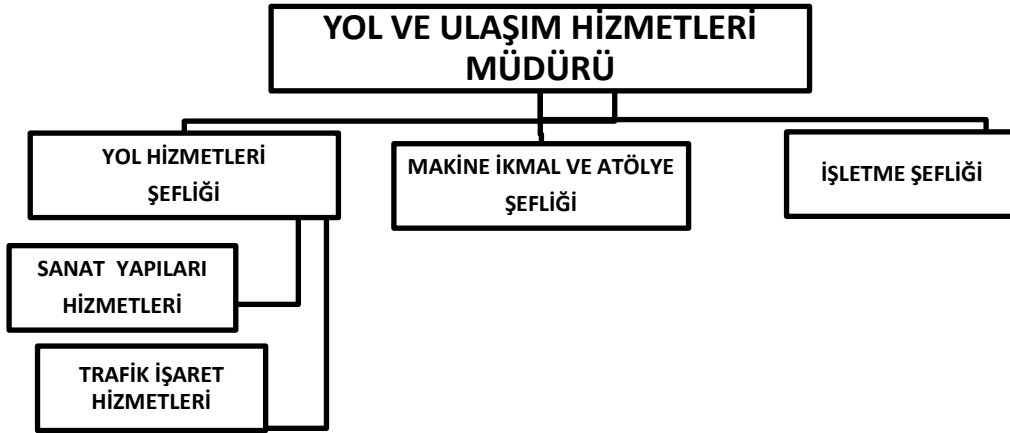 YOL VE ULAŞIM HİZMETLERİ
MÜDÜRÜ
YOL HİZMETLERİ
ŞEFLİĞİ
MAKİNE İKMAL VE ATÖLYE
ŞEFLİĞİ
İŞLETME ŞEFLİĞİ
SANAT YAPILARI
HİZMETLERİ
TRAFİK İŞARET
HİZMETLERİ